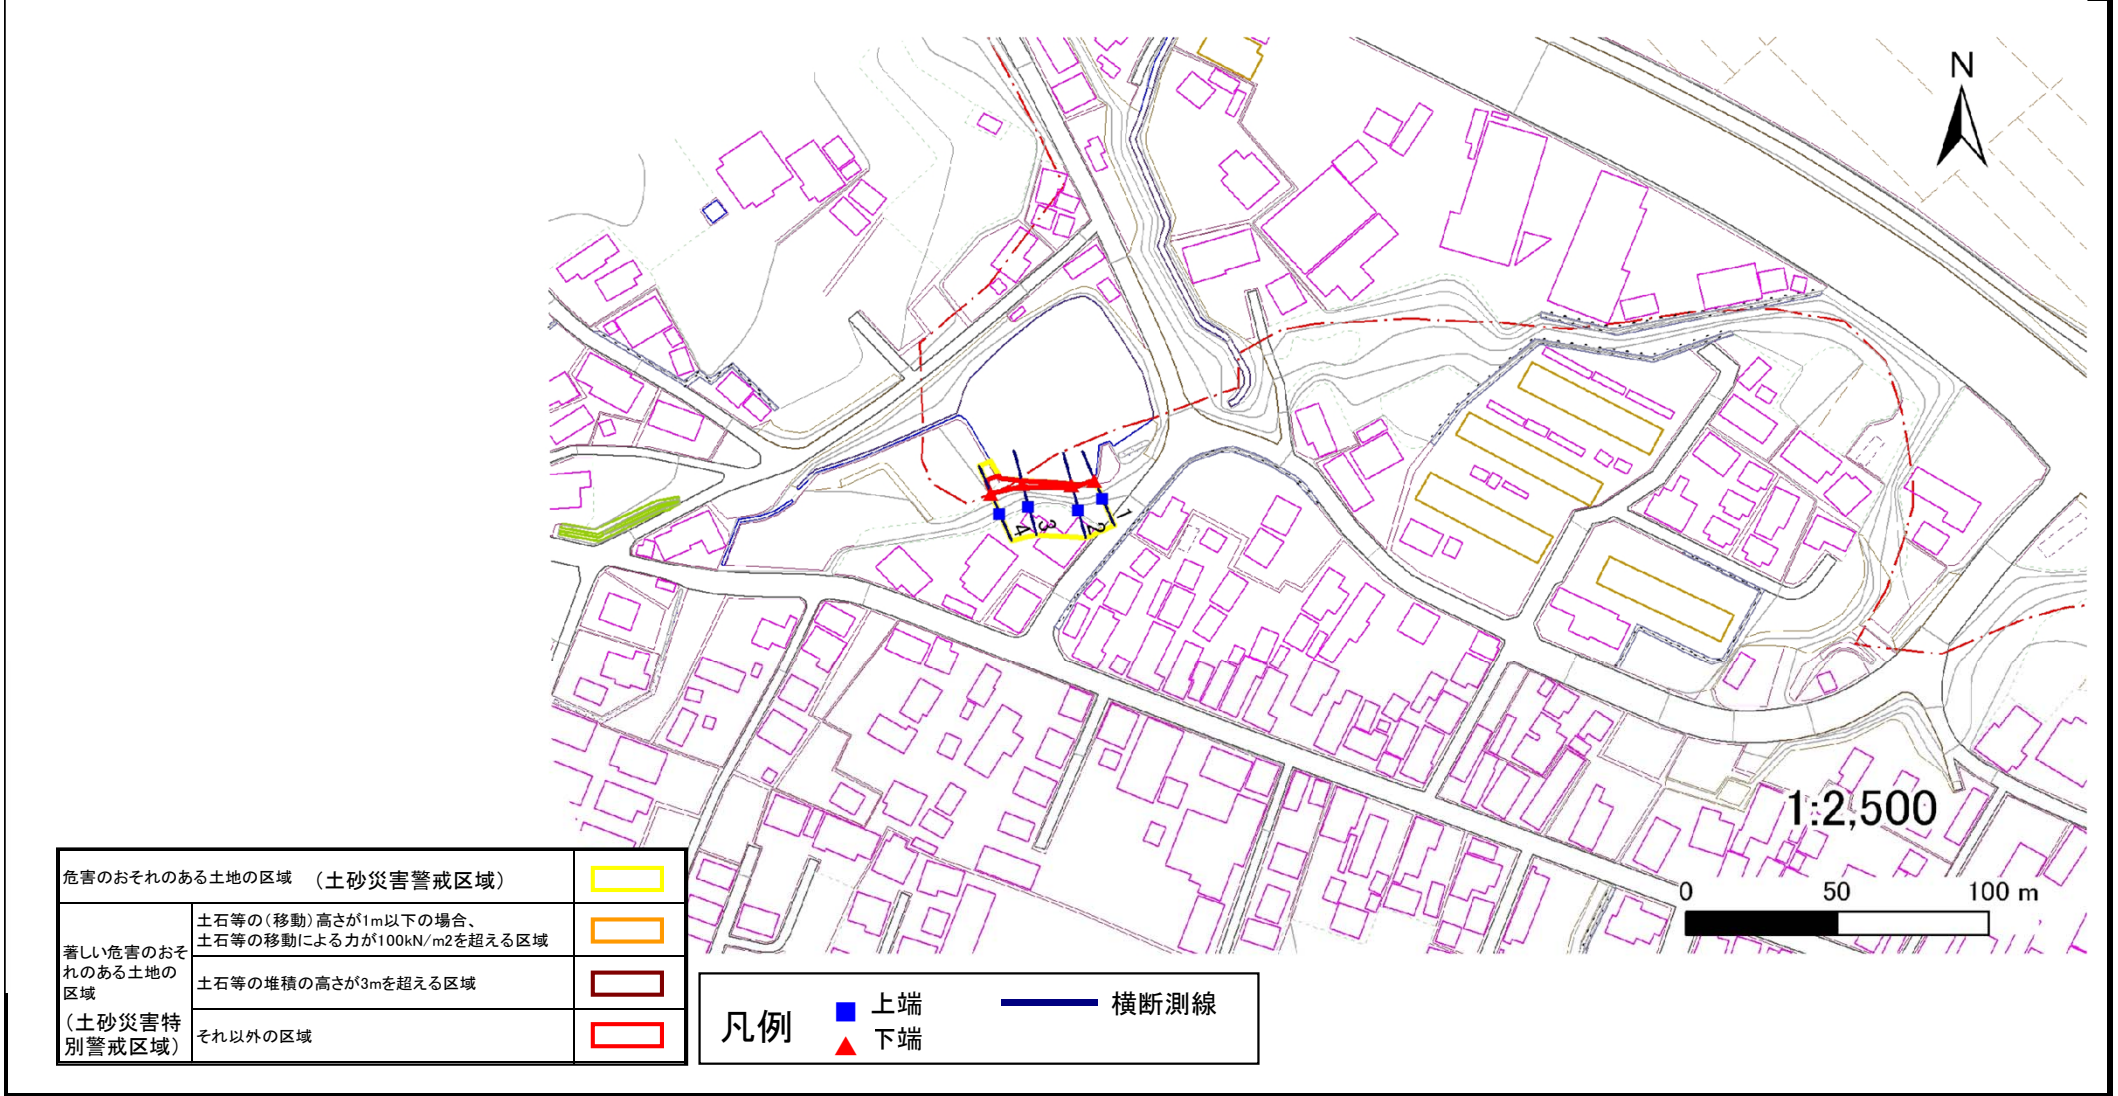 N
1
2
3
4
1:2,500
0 50 100 m
危害のおそれのある土地の区域 (土砂災害警戒区域)
著しい危害のおそ
れのある土地の
区域
(土砂災害特
別警戒区域)
土石等の(移動)高さが1m以下の場合、
土石等の移動による力が100kN/m2を超える区域
土石等の堆積の高さが3mを超える区域
それ以外の区域
凡例
上端
下端
横断測線